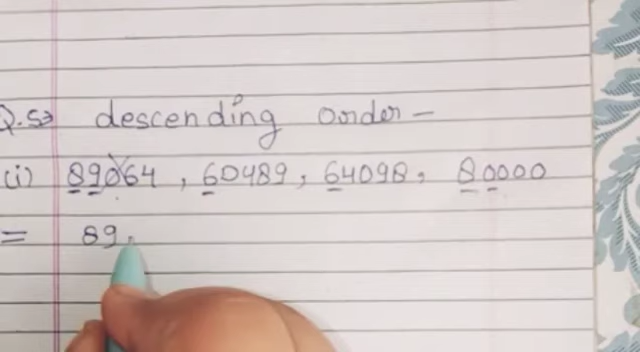 Q.5⇒ descending order –
(i) 89064 , 60489 , 64098 , 80000
= 89